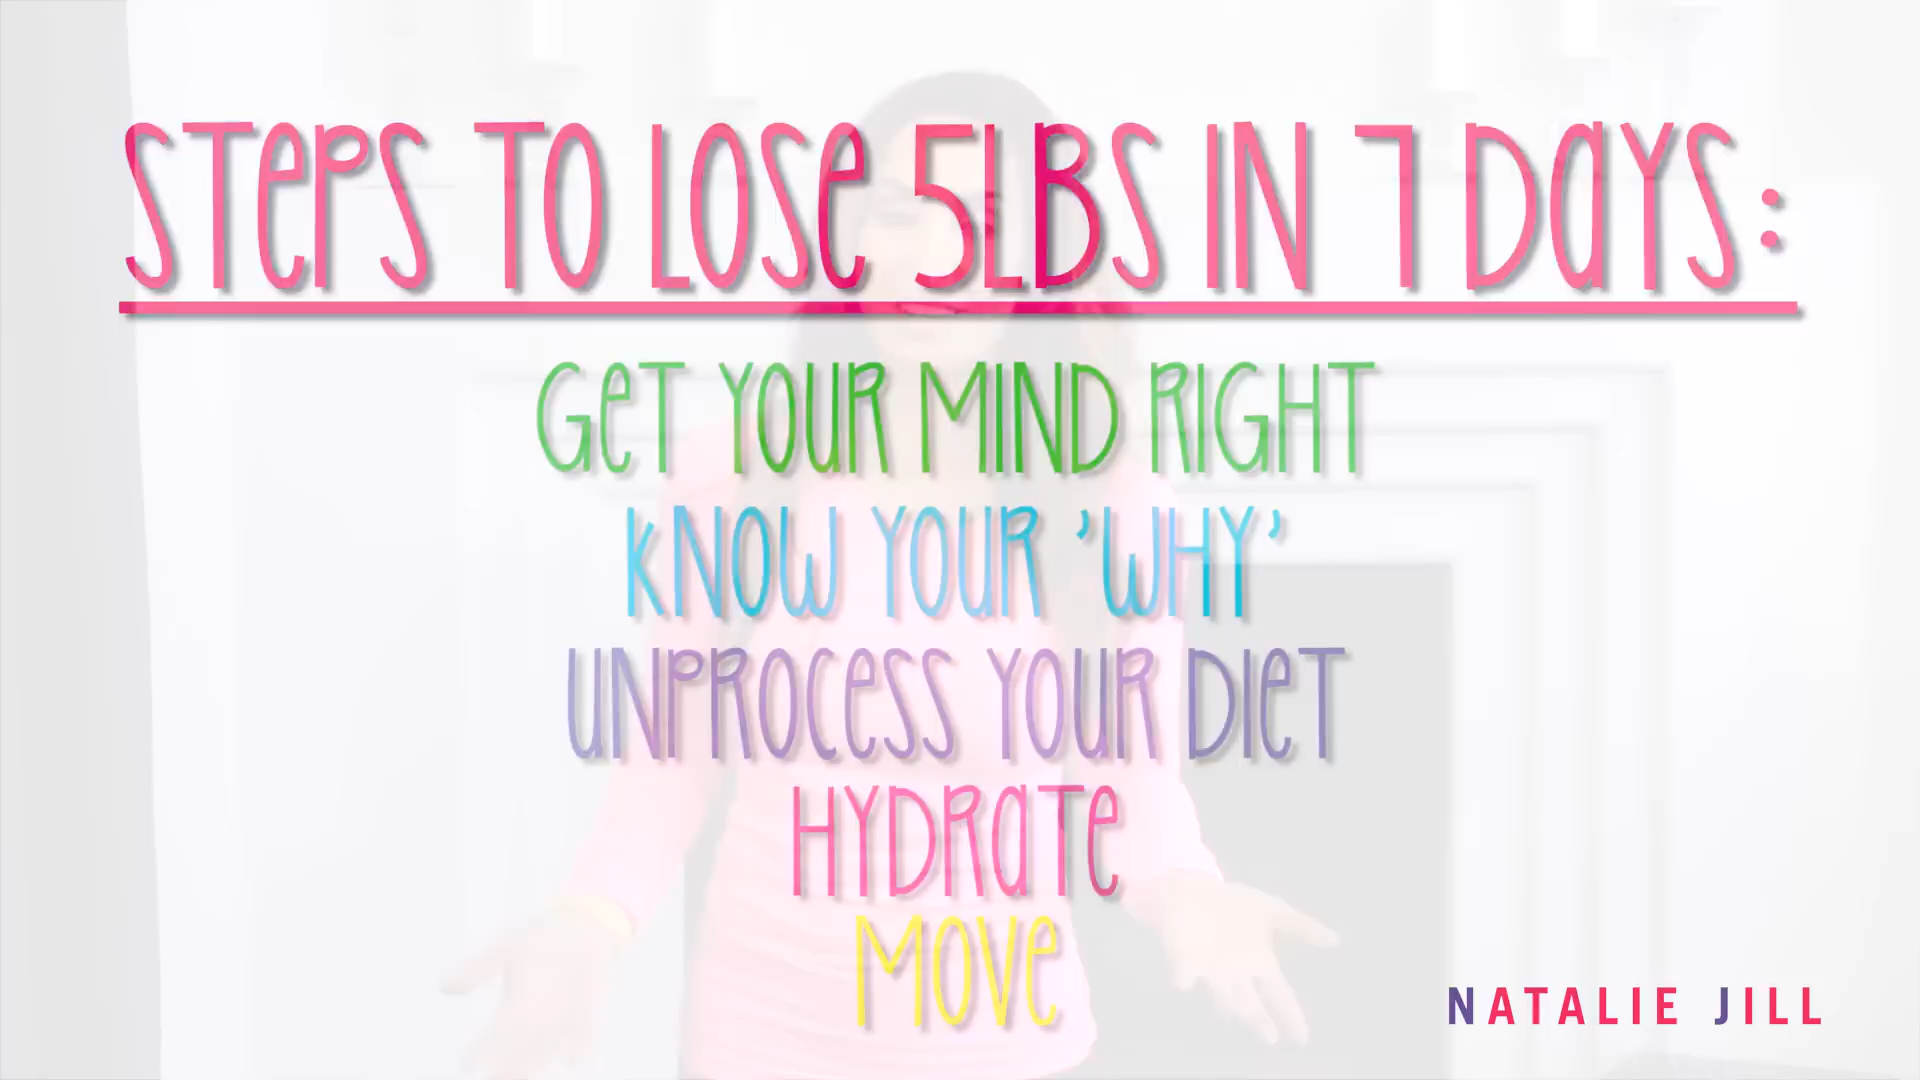 STEPS TO LOSE 5LBS IN 7 DAYS:
GET YOUR MIND RIGHT
KNOW YOUR 'WHY'
UNPROCESS YOUR DIET
HYDRATE
MOVE
NATALIE JILL